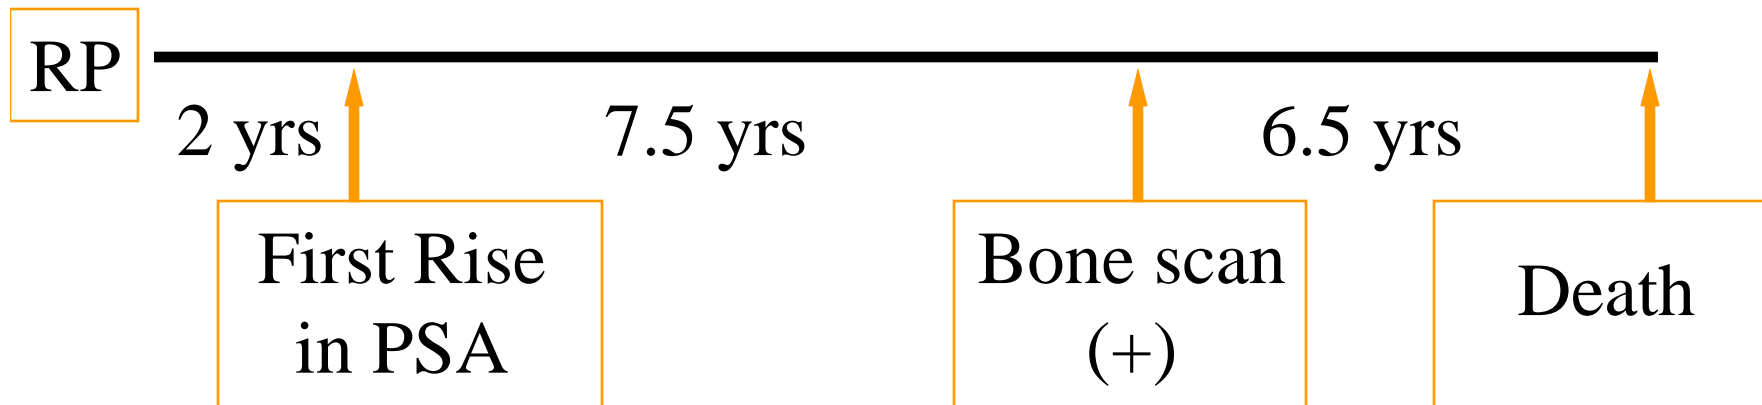 RP
2 yrs
7.5 yrs
6.5 yrs
First Rise
in PSA
Bone scan
(+)
Death